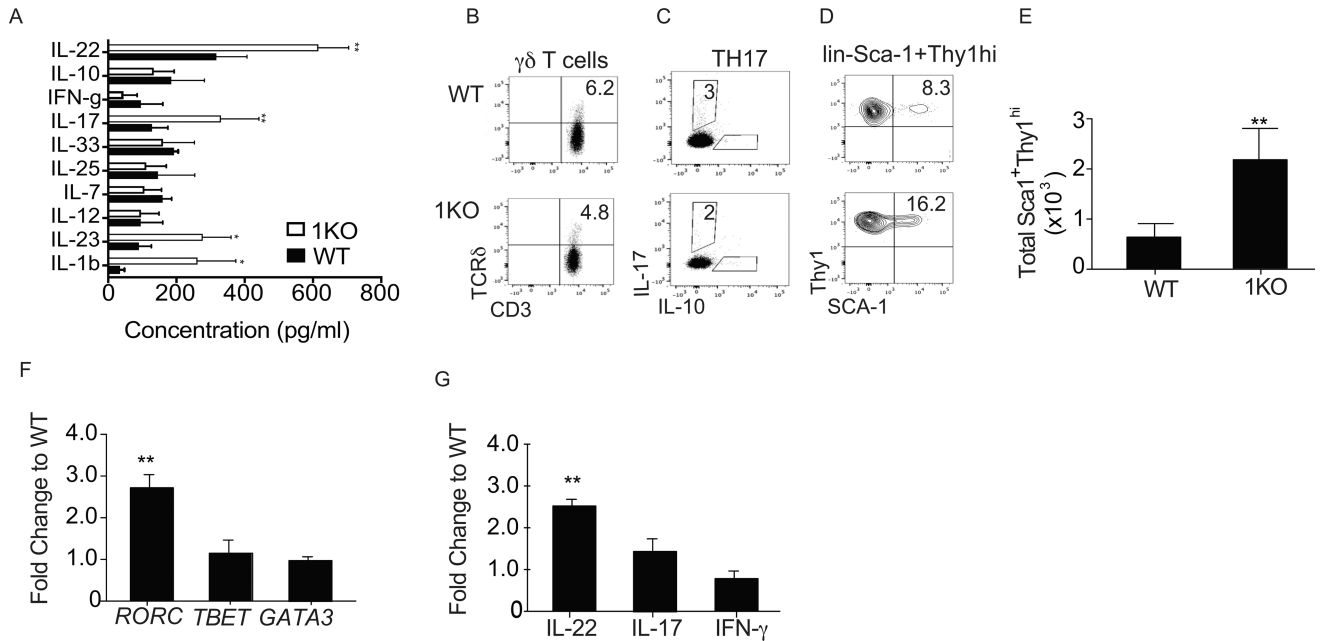 A
IL-22
**
IL-10
IFN-g
IL-17
**
IL-33
IL-25
IL-7
IL-12
IL-23
*
IL-1b
*
1KO
WT
0 200 400 600 800
Concentration (pg/ml)
B
γδ T cells
WT
6.2
1KO
4.8
TCRδ
CD3
C
TH17
3
2
IL-17
IL-10
D
lin-Sca-1+Thy1hi
8.3
16.2
Thy1
SCA-1
E
Total Sca1+Thy1hi
(x10³)
3
2
1
0
**
WT 1KO
F
Fold Change to WT
4.0
3.0
2.0
1.0
0
**
RORC TBET GATA3
G
Fold Change to WT
4.0
3.0
2.0
1.0
0
**
IL-22 IL-17 IFN-γ